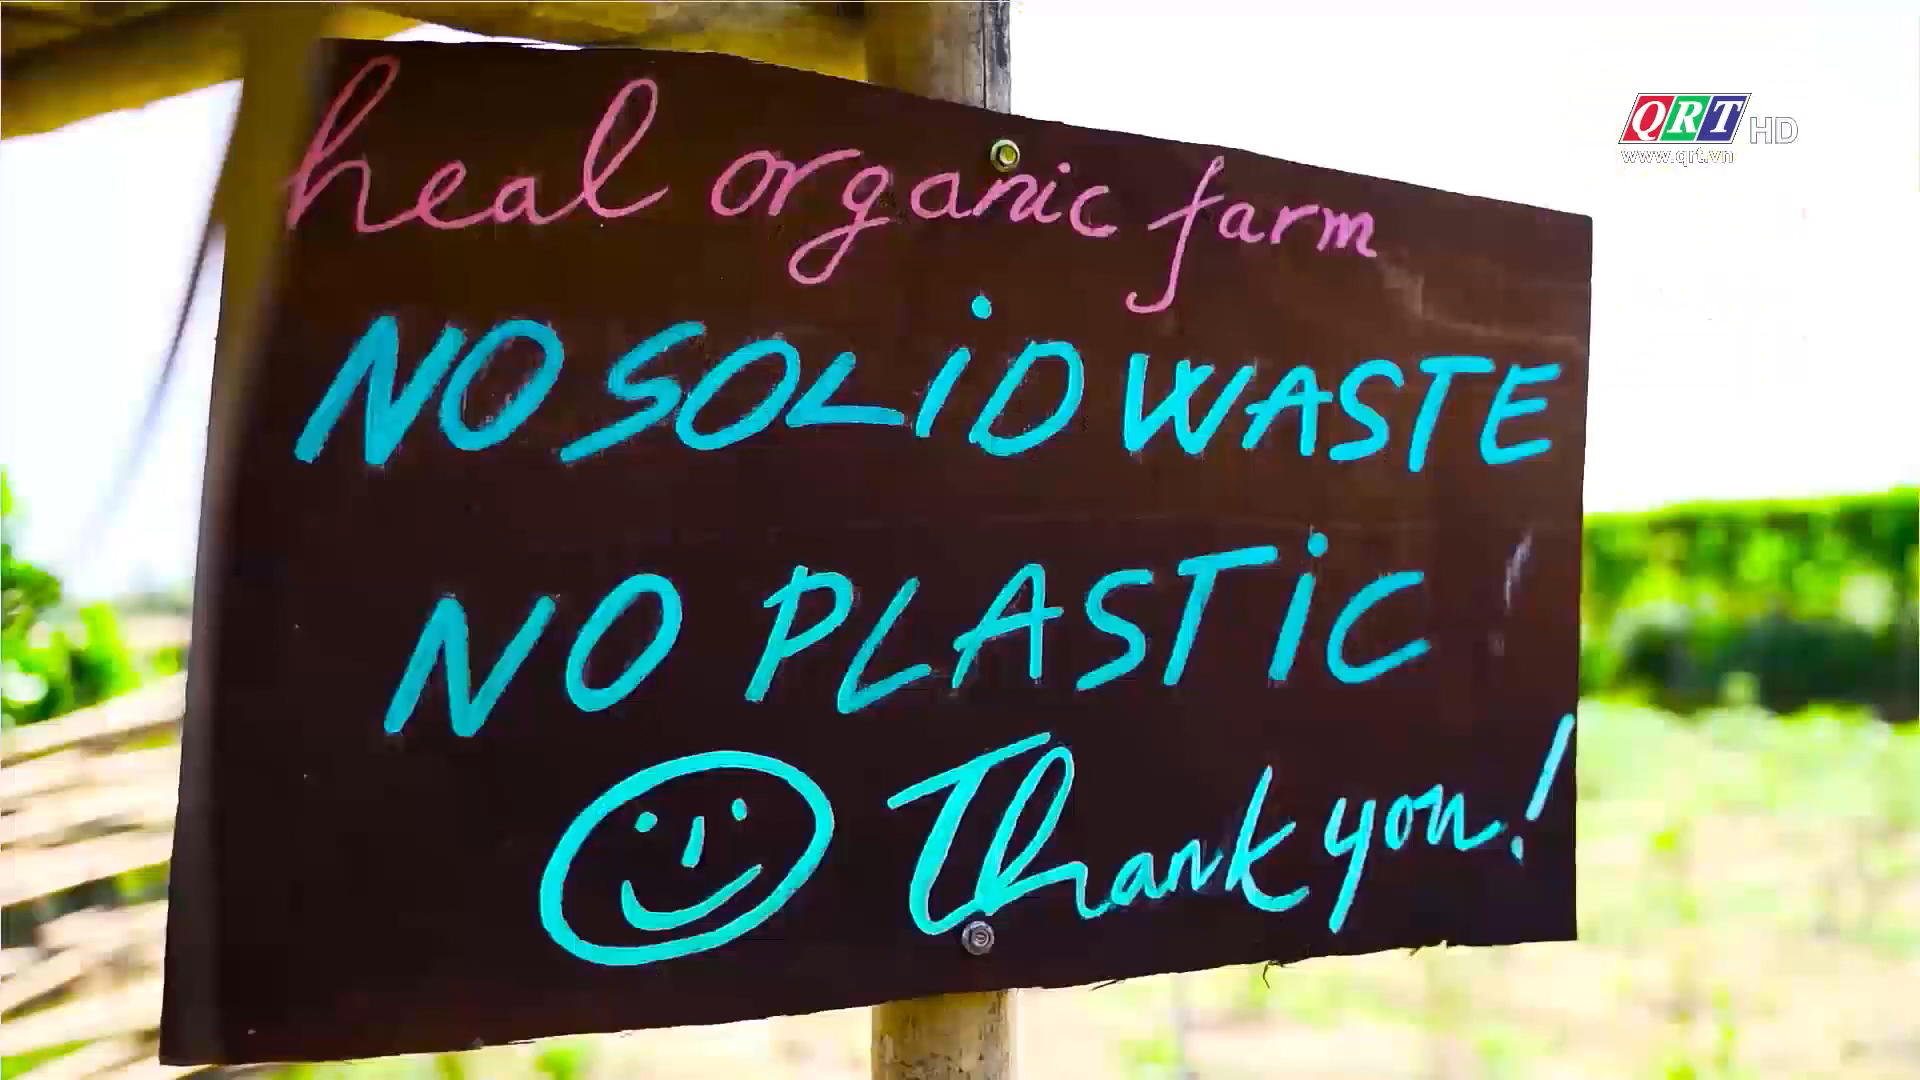 QRT HD
www.qrt.vn
heal organic farm
NO SOLiD WASTE
NO PLASTiC
Thank you!